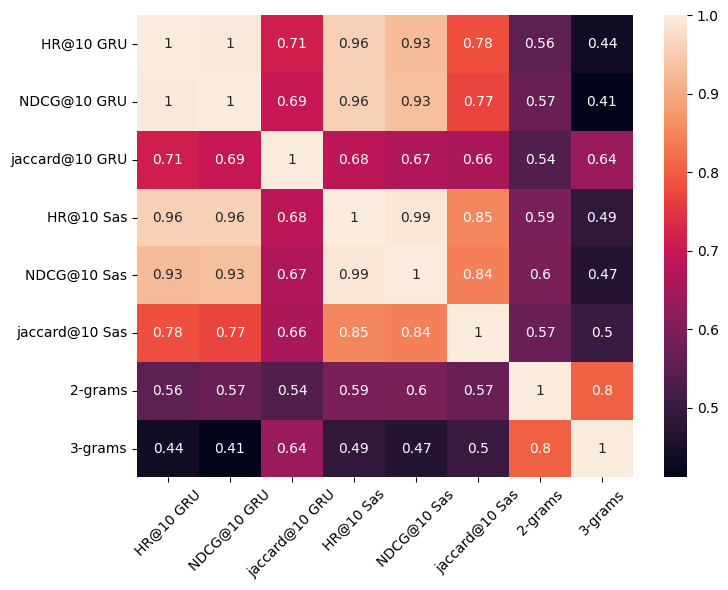 HR@10 GRU 1 1 0.71 0.96 0.93 0.78 0.56 0.44
NDCG@10 GRU 1 1 0.69 0.96 0.93 0.77 0.57 0.41
jaccard@10 GRU 0.71 0.69 1 0.68 0.67 0.66 0.54 0.64
HR@10 Sas 0.96 0.96 0.68 1 0.99 0.85 0.59 0.49
NDCG@10 Sas 0.93 0.93 0.67 0.99 1 0.84 0.6 0.47
jaccard@10 Sas 0.78 0.77 0.66 0.85 0.84 1 0.57 0.5
2-grams 0.56 0.57 0.54 0.59 0.6 0.57 1 0.8
3-grams 0.44 0.41 0.64 0.49 0.47 0.5 0.8 1
HR@10 GRU NDCG@10 GRU jaccard@10 GRU HR@10 Sas NDCG@10 Sas jaccard@10 Sas 2-grams 3-grams
1.0
0.9
0.8
0.7
0.6
0.5